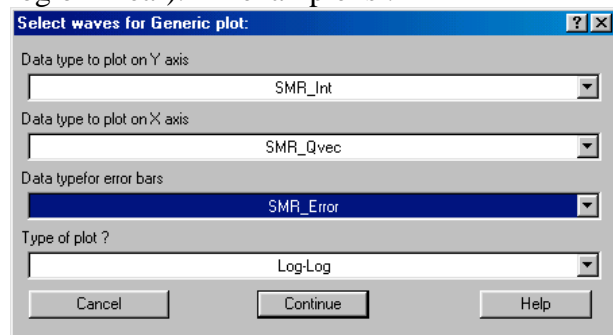 Select waves for Generic plot:
Data type to plot on Y axis
SMR_Int
Data type to plot on X axis
SMR_Qvec
Data typefor error bars
SMR_Error
Type of plot ?
Log-Log
Cancel Continue Help